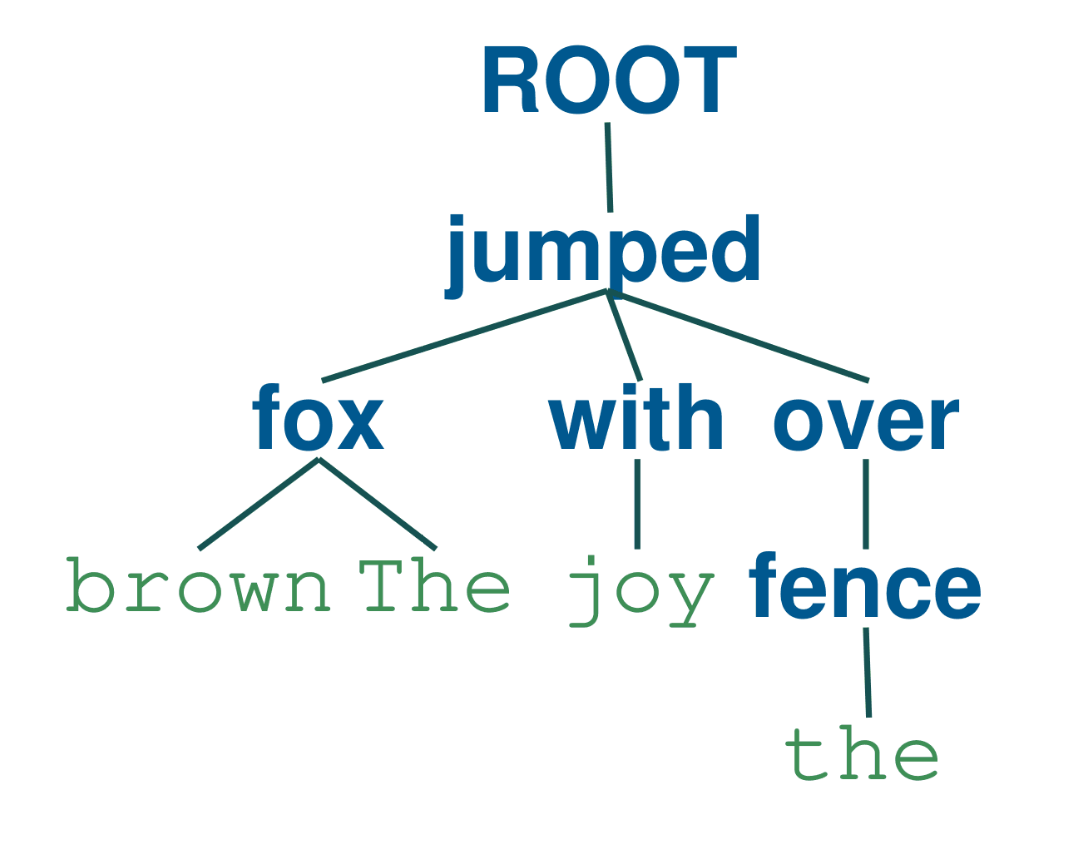 ROOT
jumped
fox with over
brown The joy fence
the